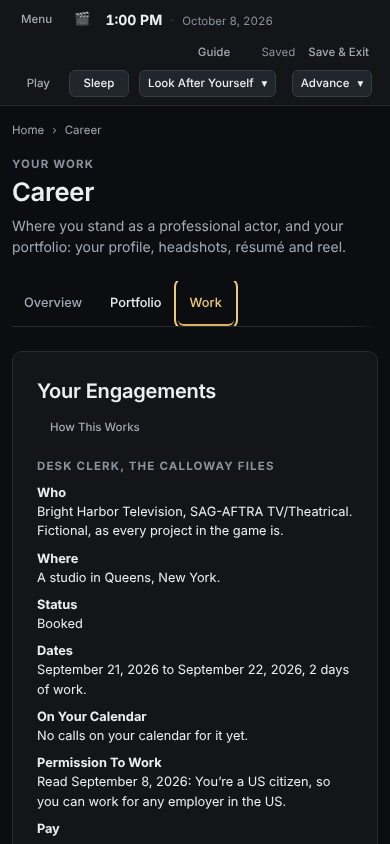 Menu 🎬 1:00 PM · October 8, 2026
Guide Saved Save & Exit
Play Sleep Look After Yourself ▾ Advance ▾
Home › Career
YOUR WORK
Career
Where you stand as a professional actor, and your
portfolio: your profile, headshots, résumé and reel.
Overview Portfolio Work
Your Engagements
How This Works
DESK CLERK, THE CALLOWAY FILES
Who
Bright Harbor Television, SAG-AFTRA TV/Theatrical.
Fictional, as every project in the game is.
Where
A studio in Queens, New York.
Status
Booked
Dates
September 21, 2026 to September 22, 2026, 2 days
of work.
On Your Calendar
No calls on your calendar for it yet.
Permission To Work
Read September 8, 2026: You’re a US citizen, so
you can work for any employer in the US.
Pay